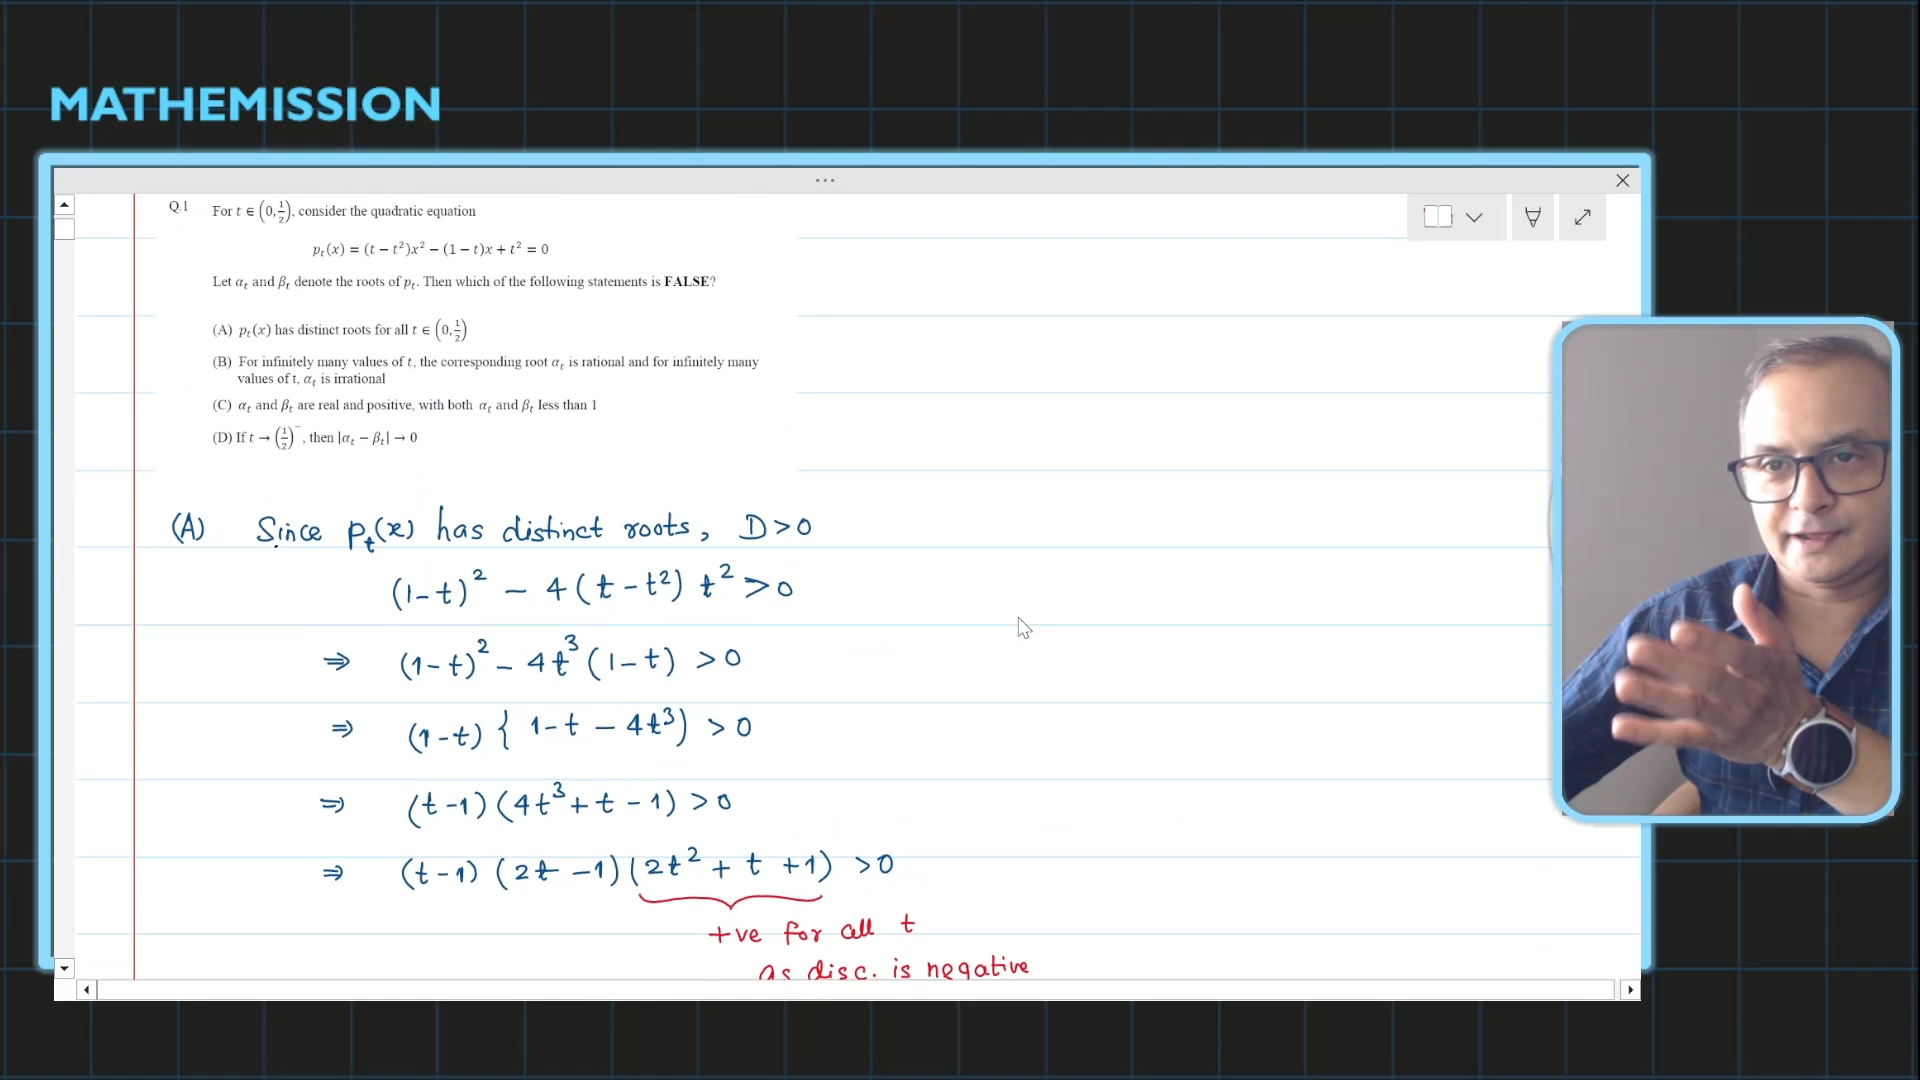 MATHEMISSION
Q.1 For t ∈ (0, 1/2), consider the quadratic equation
pₜ(x) = (t − t²)x² − (1 − t)x + t² = 0
Let αₜ and βₜ denote the roots of pₜ. Then which of the following statements is FALSE?
(A) pₜ(x) has distinct roots for all t ∈ (0, 1/2)
(B) For infinitely many values of t, the corresponding root αₜ is rational and for infinitely many
values of t, αₜ is irrational
(C) αₜ and βₜ are real and positive, with both αₜ and βₜ less than 1
(D) If t → (1/2)⁻, then |αₜ − βₜ| → 0
(A) Since pₜ(x) has distinct roots, D > 0
(1-t)² − 4(t − t²) t² > 0
⇒ (1 − t)² − 4t³ (1 − t) > 0
⇒ (1 - t) { 1 - t − 4t³) > 0
⇒ (t -1) (4t³ + t − 1) > 0
⇒ (t -1) (2t −1) (2t² + t +1) > 0
+ve for all t
as disc. is negative